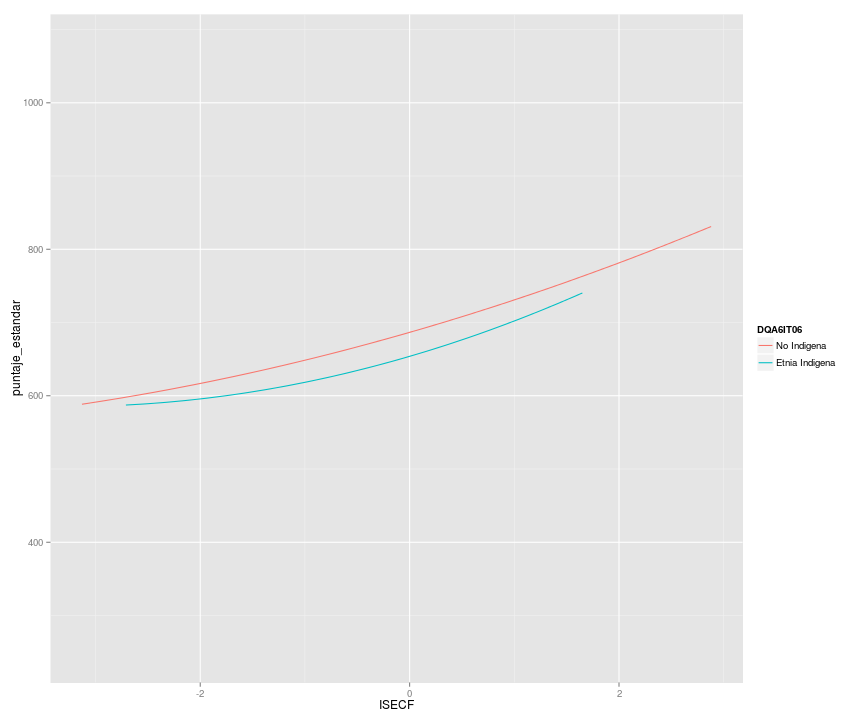 1000
800
600
400
puntaje_estandar
-2
0
2
ISECF
DQA6IT06
No Indigena
Etnia Indigena